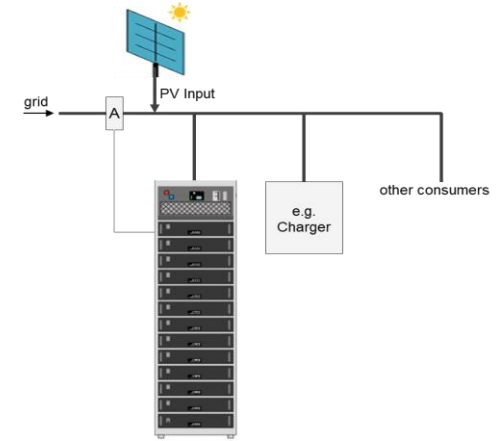 PV Input
grid
A
other consumers
e.g.
Charger